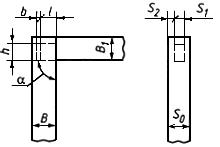 b l S₂ S₁
h B₁
α
B S₀